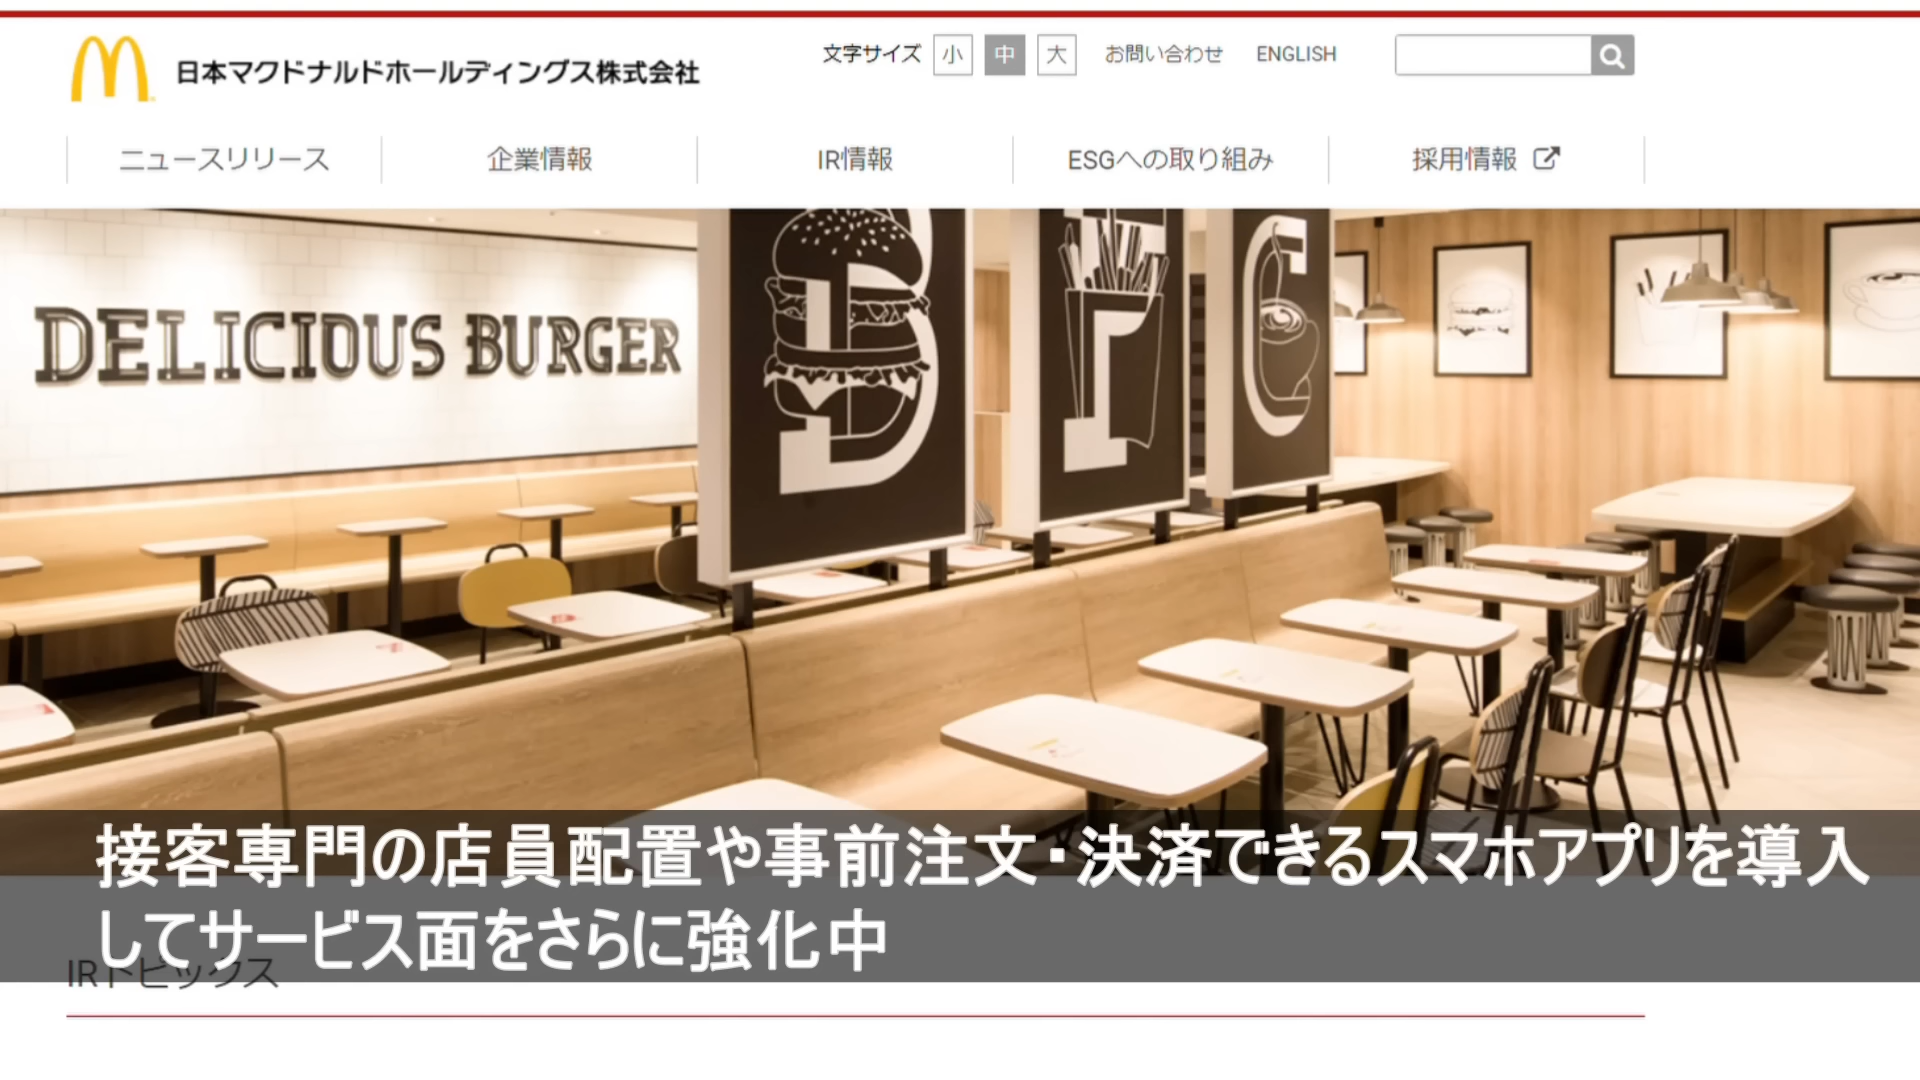 日本マクドナルドホールディングス株式会社
文字サイズ 小 中 大 お問い合わせ ENGLISH
ニュースリリース 企業情報 IR情報 ESGへの取り組み 採用情報
DELICIOUS BURGER
B F C
接客専門の店員配置や事前注文・決済できるスマホアプリを導入
してサービス面をさらに強化中
IRトピックス